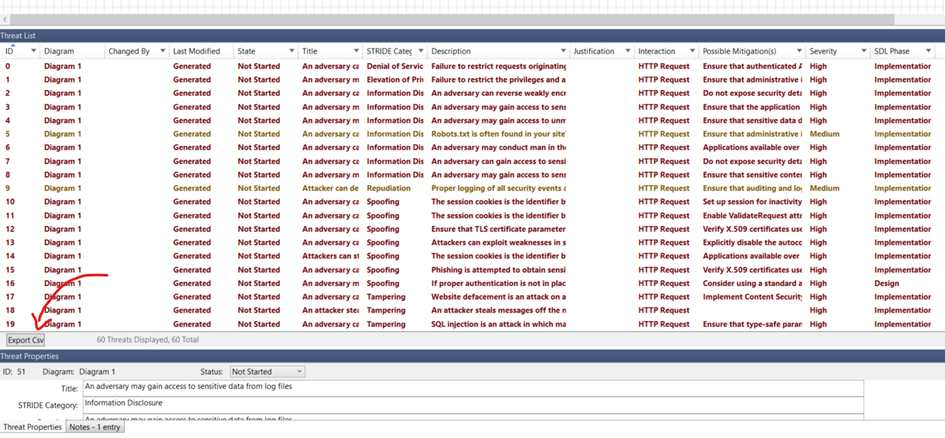 Threat List
ID Diagram Changed By Last Modified State Title STRIDE Categ Description Justification Interaction Possible Mitigation(s) Severity SDL Phase
0 Diagram 1 Generated Not Started An adversary ca Denial of Servic Failure to restrict requests originating HTTP Request Ensure that authenticated A High Implementation
1 Diagram 1 Generated Not Started An adversary m Elevation of Priv Failure to restrict the privileges and a HTTP Request Ensure that administrative i High Implementation
2 Diagram 1 Generated Not Started An adversary ca Information Dis An adversary can reverse weakly enc HTTP Request Do not expose security deta High Implementation
3 Diagram 1 Generated Not Started An adversary m Information Dis An adversary may gain access to sens HTTP Request Ensure that the application High Implementation
4 Diagram 1 Generated Not Started An adversary ca Information Dis An adversary may gain access to unm HTTP Request Ensure that sensitive data d High Implementation
5 Diagram 1 Generated Not Started An adversary ca Information Dis Robots.txt is often found in your site' HTTP Request Ensure that administrative i Medium Implementation
6 Diagram 1 Generated Not Started An adversary ca Information Dis An adversary may conduct man in the HTTP Request Applications available over High Implementation
7 Diagram 1 Generated Not Started An adversary ca Information Dis An adversary can gain access to sensi HTTP Request Do not expose security deta High Implementation
8 Diagram 1 Generated Not Started An adversary ca Information Dis An adversary may gain access to sens HTTP Request Ensure that sensitive conter High Implementation
9 Diagram 1 Generated Not Started Attacker can de Repudiation Proper logging of all security events a HTTP Request Ensure that auditing and log Medium Implementation
10 Diagram 1 Generated Not Started An adversary ca Spoofing The session cookies is the identifier b HTTP Request Set up session for inactivity High Implementation
11 Diagram 1 Generated Not Started An adversary ca Spoofing The session cookies is the identifier b HTTP Request Enable ValidateRequest attr High Implementation
12 Diagram 1 Generated Not Started An adversary ca Spoofing Ensure that TLS certificate parameter HTTP Request Verify X.509 certificates use High Implementation
13 Diagram 1 Generated Not Started An adversary ca Spoofing Attackers can exploit weaknesses in s HTTP Request Explicitly disable the autoco High Implementation
14 Diagram 1 Generated Not Started Attackers can st Spoofing The session cookies is the identifier b HTTP Request Applications available over High Implementation
15 Diagram 1 Generated Not Started An adversary ca Spoofing Phishing is attempted to obtain sensi HTTP Request Verify X.509 certificates use High Implementation
16 Diagram 1 Generated Not Started An adversary ca Spoofing If proper authentication is not in plac HTTP Request Consider using a standard a High Design
17 Diagram 1 Generated Not Started An adversary ca Tampering Website defacement is an attack on a HTTP Request Implement Content Security High Implementation
18 Diagram 1 Generated Not Started An attacker stea Tampering An attacker steals messages off the n HTTP Request High Implementation
19 Diagram 1 Generated Not Started An adversary ca Tampering SQL injection is an attack in which ma HTTP Request Ensure that type-safe paran High Implementation
Export Csv 60 Threats Displayed, 60 Total
Threat Properties
ID: 51 Diagram: Diagram 1 Status: Not Started
Title: An adversary may gain access to sensitive data from log files
STRIDE Category: Information Disclosure
An adversary may gain access to sensitive data from log files
Threat Properties Notes - 1 entry